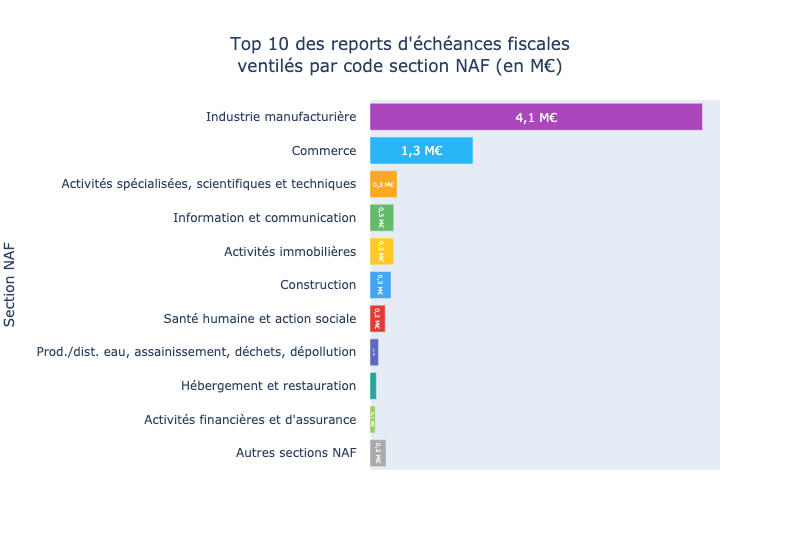 Top 10 des reports d'échéances fiscales
ventilés par code section NAF (en M€)
Section NAF
Industrie manufacturière
4,1 M€
Commerce
1,3 M€
Activités spécialisées, scientifiques et techniques
0,3 M€
Information et communication
0,3 M€
Activités immobilières
0,3 M€
Construction
0,3 M€
Santé humaine et action sociale
0,2 M€
Prod./dist. eau, assainissement, déchets, dépollution
Hébergement et restauration
Activités financières et d'assurance
0,1 M€
Autres sections NAF
0,2 M€